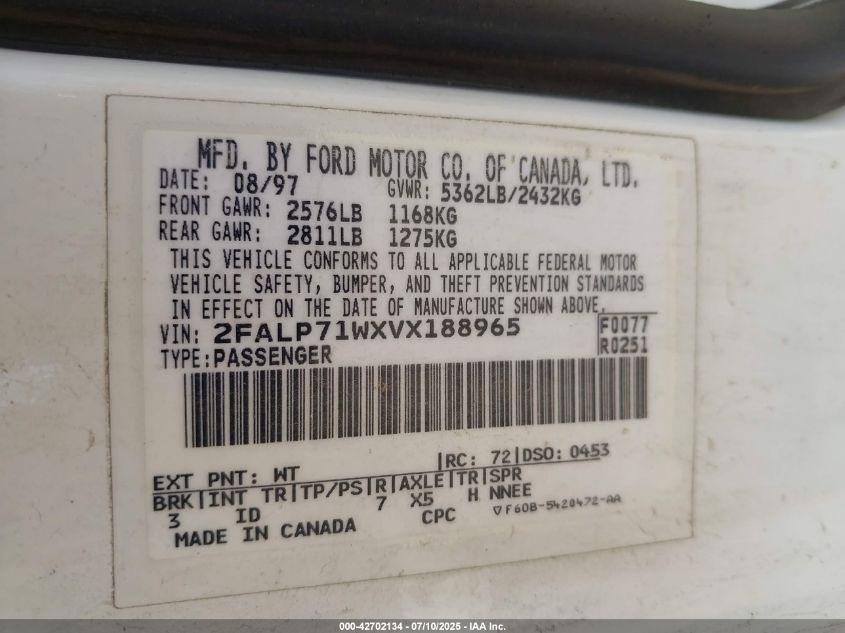 MFD. BY FORD MOTOR CO. OF CANADA, LTD.
DATE: 08/97 GVWR: 5362LB/2432KG
FRONT GAWR: 2576LB 1168KG
REAR GAWR: 2811LB 1275KG
THIS VEHICLE CONFORMS TO ALL APPLICABLE FEDERAL MOTOR
VEHICLE SAFETY, BUMPER, AND THEFT PREVENTION STANDARDS
IN EFFECT ON THE DATE OF MANUFACTURE SHOWN ABOVE.
VIN: 2FALP71WXVX188965 F0077
TYPE: PASSENGER R0251
EXT PNT: WT RC: 72 DSO: 0453
BRK INT TR TP/PS R AXLE TR SPR
3 ID 7 X5 H NNEE
MADE IN CANADA CPC ▽F60B-5420472-AA
000-42702134 - 07/10/2025 - IAA Inc.